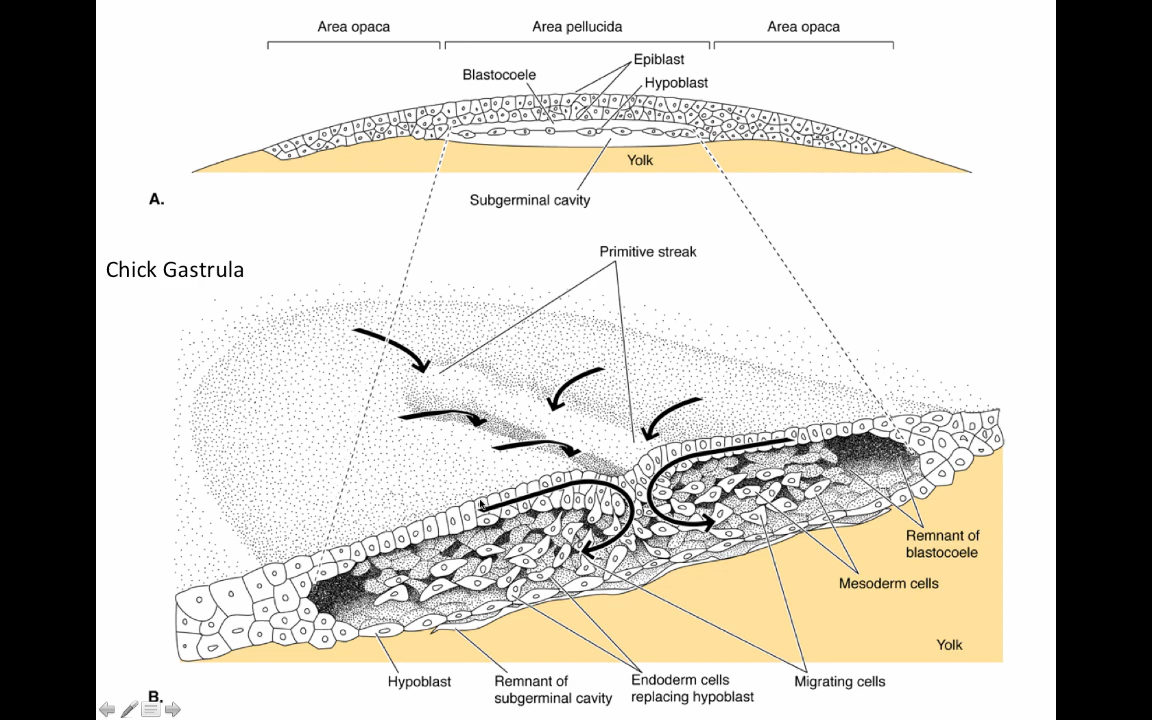 Area opaca
Area pellucida
Area opaca
Epiblast
Blastocoele
Hypoblast
Yolk
A.
Subgerminal cavity
Primitive streak
Chick Gastrula
Remnant of
blastocoele
Mesoderm cells
Yolk
Hypoblast
Remnant of
subgerminal cavity
Endoderm cells
replacing hypoblast
Migrating cells
B.